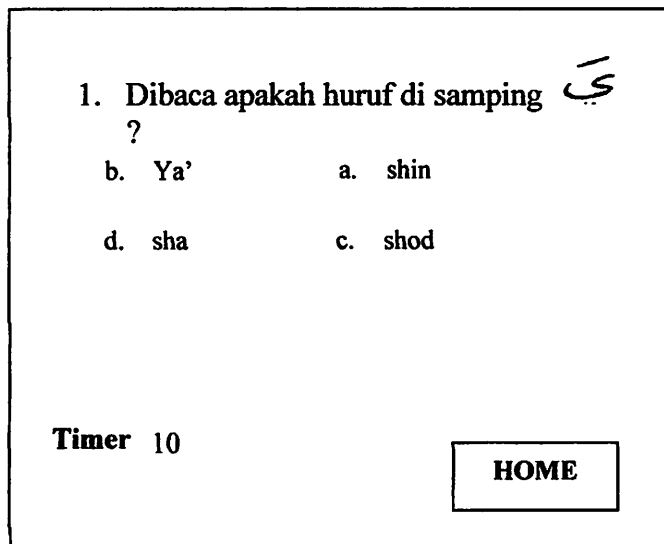 1. Dibaca apakah huruf di samping يَ
?
b. Ya’ a. shin
d. sha c. shod
Timer 10
HOME